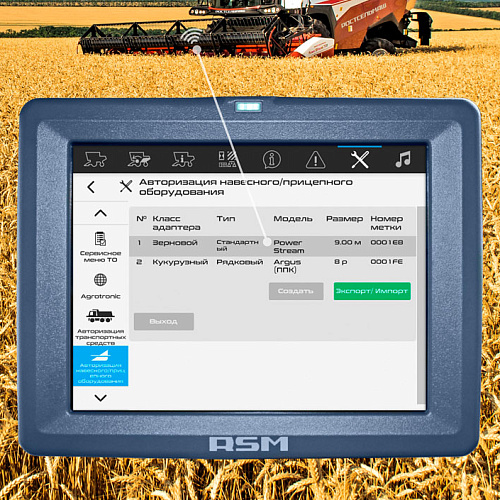 РОСТСЕЛЬМАШ
Авторизация навесного/прицепного
оборудования
№ Класс адаптера Тип Модель Размер Номер метки
1 Зерновой Стандартный Power Stream 9.00 м 0001E8
2 Кукурузный Рядковый Argus (ППК) 8 р 0001FE
Создать
Экспорт/Импорт
Выход
Сервисное
меню ТО
Agrotronic
Авторизация
транспортных
средств
Авторизация
навесного/приц
епного
оборудования
RSM